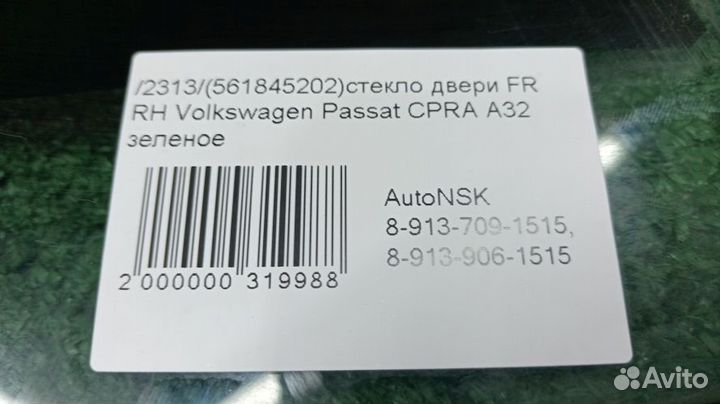 /2313/(561845202)стекло двери FR
RH Volkswagen Passat CPRA A32
зеленое
AutoNSK
8-913-709-1515,
8-913-906-1515
2 000000 319988
Avito